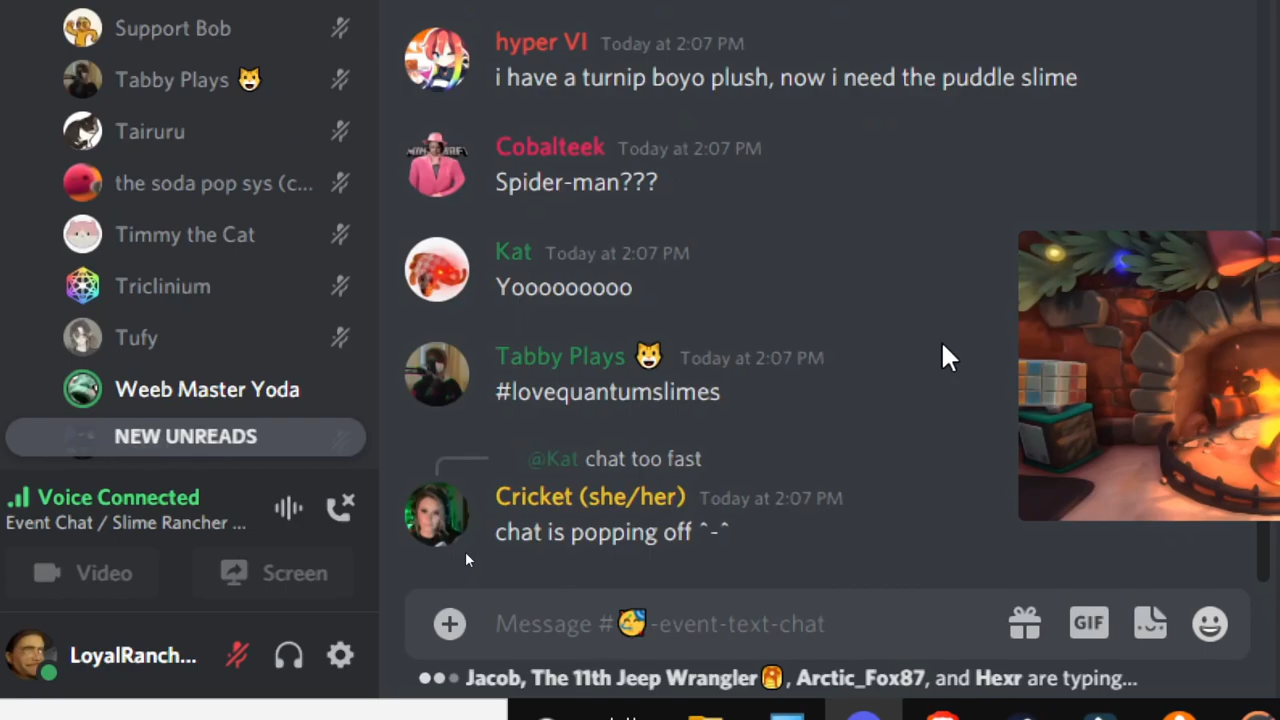 Support Bob
Tabby Plays 😺
Tairuru
the soda pop sys (c...
Timmy the Cat
Triclinium
Tufy
Weeb Master Yoda
NEW UNREADS
Voice Connected
Event Chat / Slime Rancher ...
Video
Screen
LoyalRanch...
hyper VI Today at 2:07 PM
i have a turnip boyo plush, now i need the puddle slime
Cobalteek Today at 2:07 PM
Spider-man???
Kat Today at 2:07 PM
Yooooooooo
Tabby Plays 😺 Today at 2:07 PM
#lovequantumslimes
@Kat chat too fast
Cricket (she/her) Today at 2:07 PM
chat is popping off ^-^
Message #🥳-event-text-chat
GIF
Jacob, The 11th Jeep Wrangler, Arctic_Fox87, and Hexr are typing...